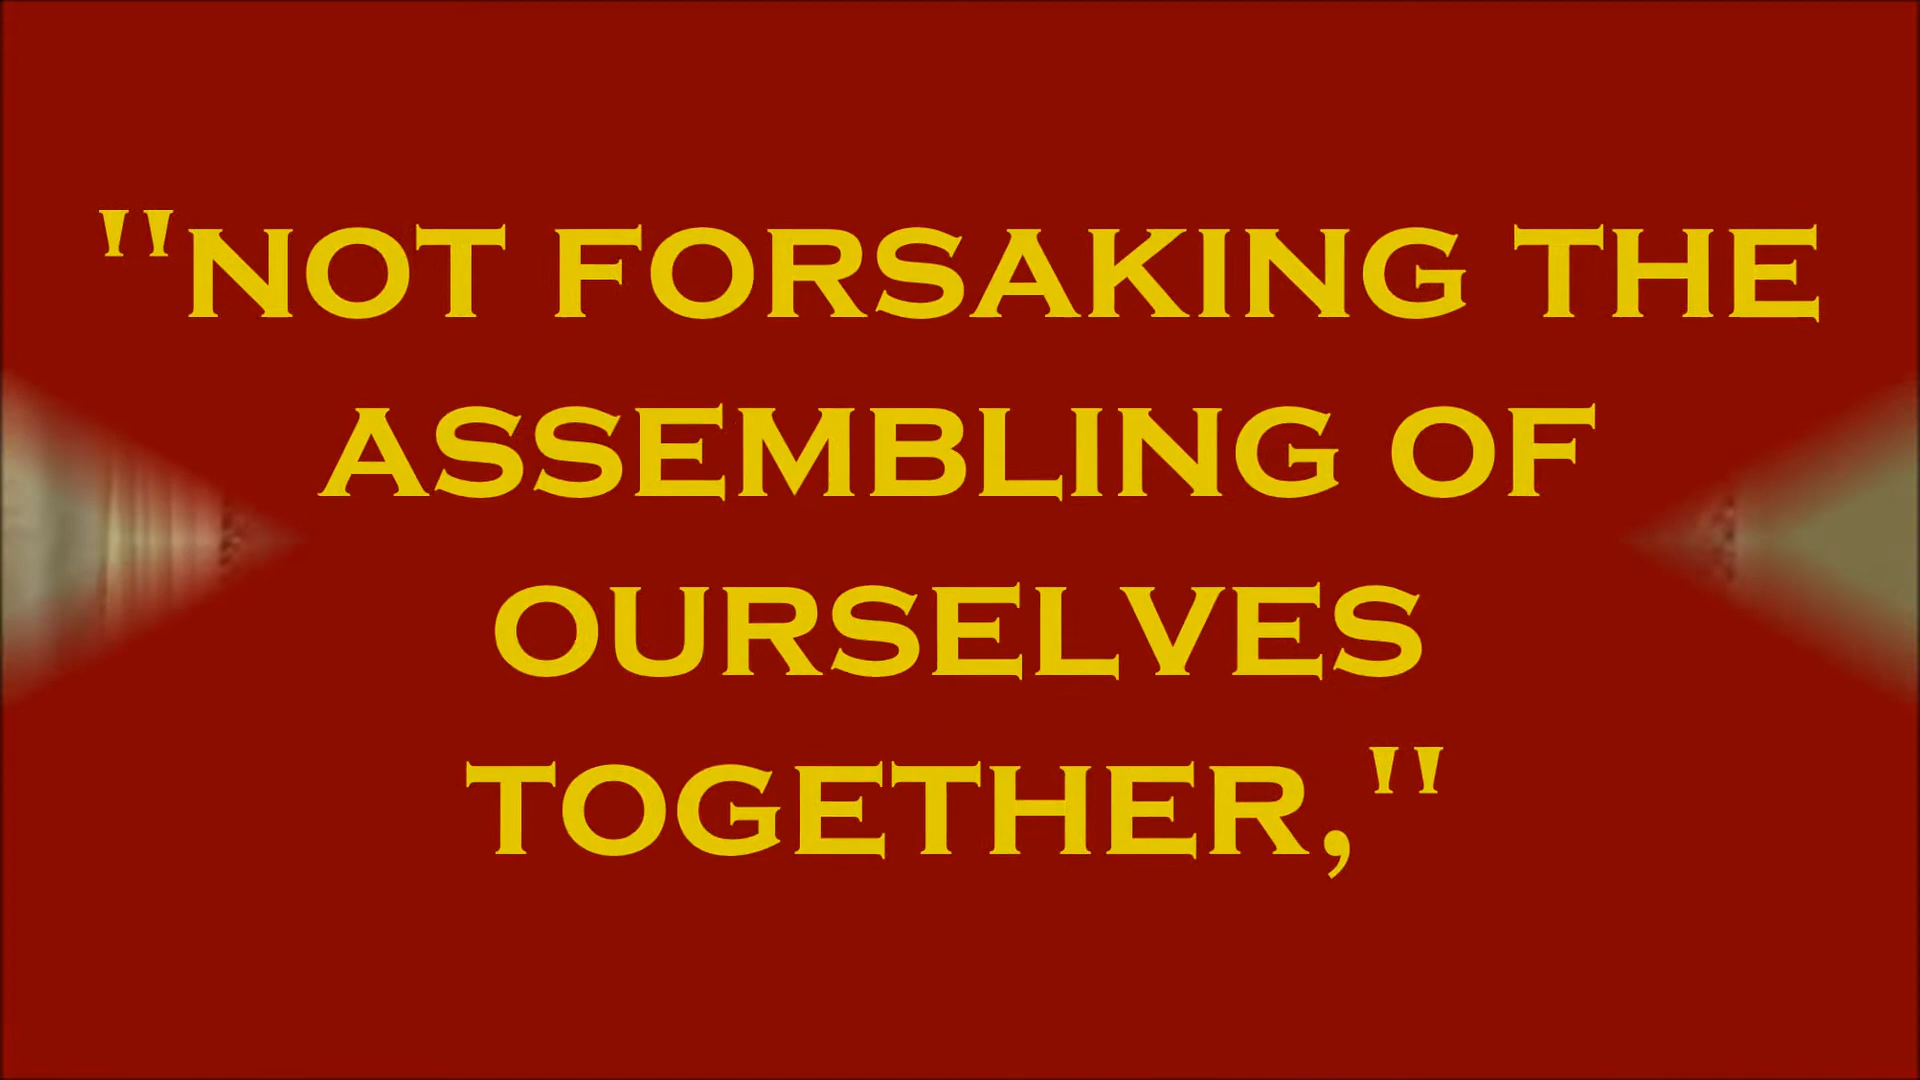 "NOT FORSAKING THE
ASSEMBLING OF
OURSELVES
TOGETHER,"